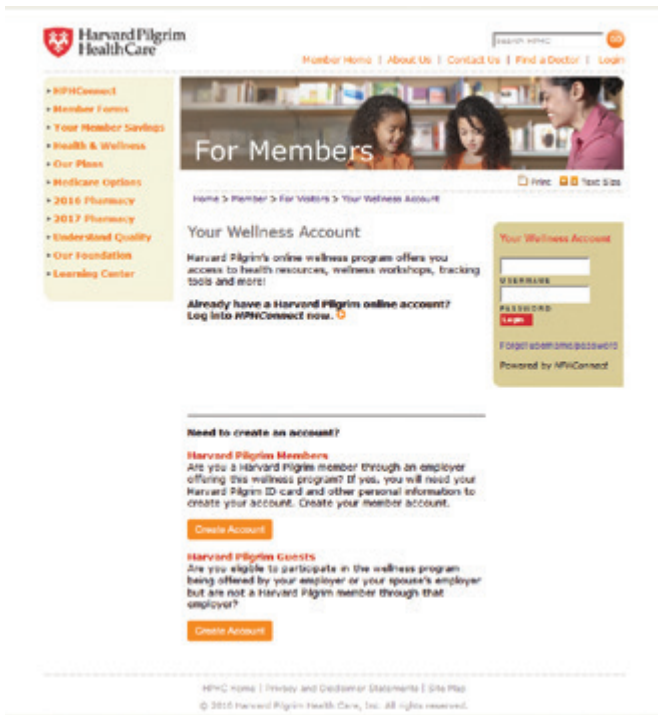 Harvard Pilgrim
HealthCare
Search HPHC
GO
Member Home | About Us | Contact Us | Find a Doctor | Login
HPHConnect
Member Forms
Your Member Savings
Health & Wellness
Our Plans
Medicare Options
2016 Pharmacy
2017 Pharmacy
Understand Quality
Our Foundation
Learning Center
For Members
Print Text Size
Home > Member > For Visitors > Your Wellness Account
Your Wellness Account
Harvard Pilgrim's online wellness program offers you
access to health resources, wellness workshops, tracking
tools and more!
Already have a Harvard Pilgrim online account?
Log into HPHConnect now.
Your Wellness Account
USERNAME
PASSWORD
Login
Forgot username/password
Powered by HPHConnect
Need to create an account?
Harvard Pilgrim Members
Are you a Harvard Pilgrim member through an employer
offering this wellness program? If yes, you will need your
Harvard Pilgrim ID card and other personal information to
create your account. Create your member account.
Create Account
Harvard Pilgrim Guests
Are you eligible to participate in the wellness program
being offered by your employer or your spouse's employer
but are not a Harvard Pilgrim member through that
employer?
Create Account
HPHC Home | Privacy and Disclaimer Statements | Site Map
© 2016 Harvard Pilgrim Health Care, Inc. All rights reserved.